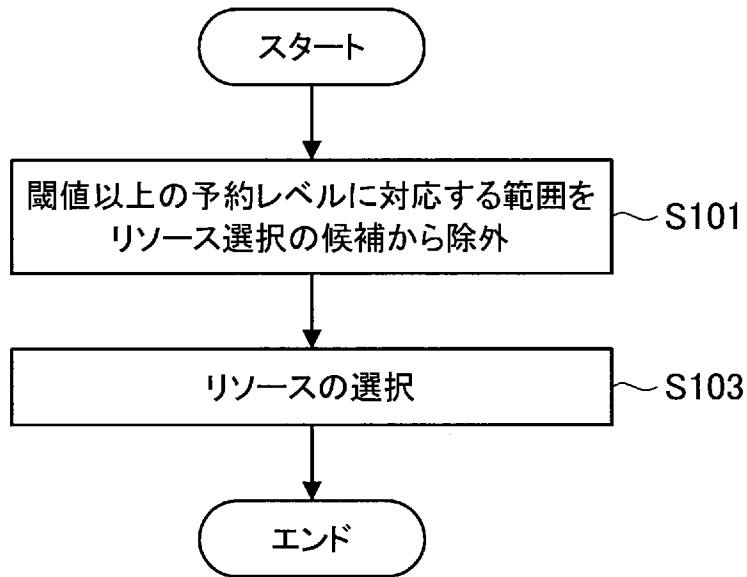 スタート
閾値以上の予約レベルに対応する範囲を
リソース選択の候補から除外
S101
リソースの選択
S103
エンド